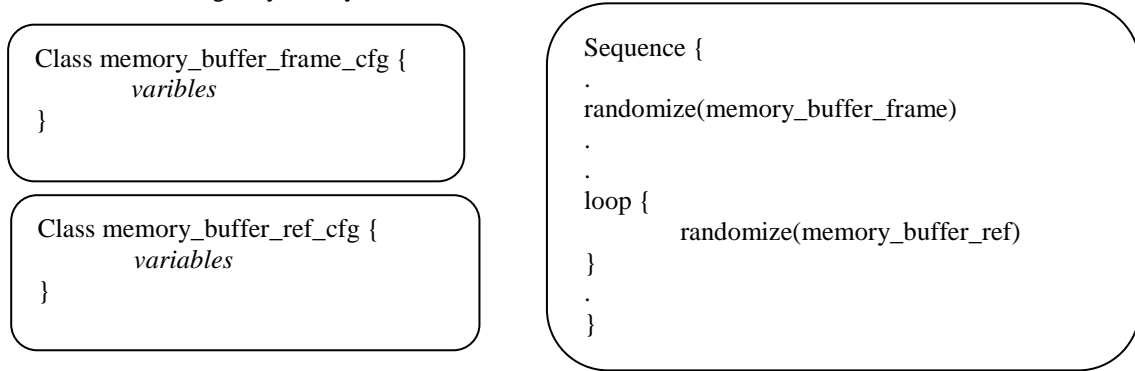 Class memory_buffer_frame_cfg {
varibles
}
Class memory_buffer_ref_cfg {
variables
}
Sequence {
.
randomize(memory_buffer_frame)
.
.
loop {
randomize(memory_buffer_ref)
}
.
}